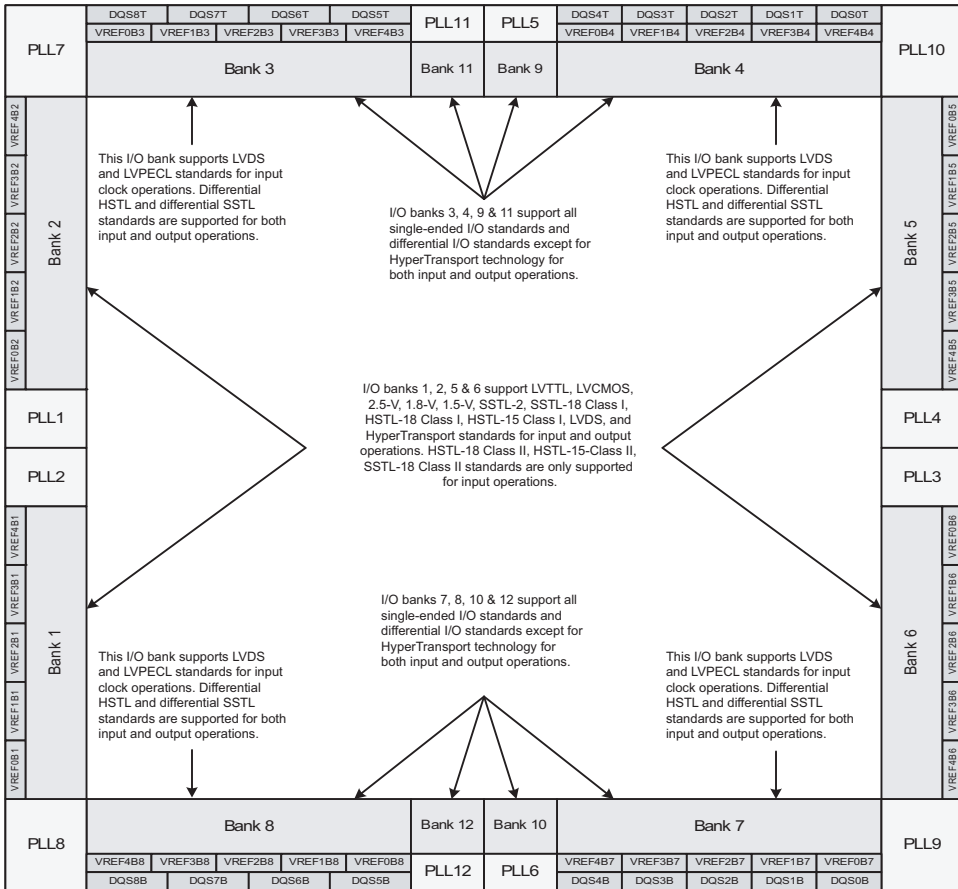 DQS8T DQS7T DQS6T DQS5T PLL11 PLL5 DQS4T DQS3T DQS2T DQS1T DQS0T
PLL7 VREF0B3 VREF1B3 VREF2B3 VREF3B3 VREF4B3 VREF0B4 VREF1B4 VREF2B4 VREF3B4 VREF4B4 PLL10
Bank 3 Bank 11 Bank 9 Bank 4
VREF4B2
VREF3B2
VREF2B2
VREF1B2
VREF0B2
Bank 2
This I/O bank supports LVDS
and LVPECL standards for input
clock operations. Differential
HSTL and differential SSTL
standards are supported for both
input and output operations.
I/O banks 3, 4, 9 & 11 support all
single-ended I/O standards and
differential I/O standards except for
HyperTransport technology for
both input and output operations.
This I/O bank supports LVDS
and LVPECL standards for input
clock operations. Differential
HSTL and differential SSTL
standards are supported for both
input and output operations.
Bank 5
VREF0B5
VREF1B5
VREF2B5
VREF3B5
VREF4B5
PLL1
PLL2
I/O banks 1, 2, 5 & 6 support LVTTL, LVCMOS,
2.5-V, 1.8-V, 1.5-V, SSTL-2, SSTL-18 Class I,
HSTL-18 Class I, HSTL-15 Class I, LVDS, and
HyperTransport standards for input and output
operations. HSTL-18 Class II, HSTL-15-Class II,
SSTL-18 Class II standards are only supported
for input operations.
PLL4
PLL3
VREF4B1
VREF3B1
VREF2B1
VREF1B1
VREF0B1
Bank 1
This I/O bank supports LVDS
and LVPECL standards for input
clock operations. Differential
HSTL and differential SSTL
standards are supported for both
input and output operations.
I/O banks 7, 8, 10 & 12 support all
single-ended I/O standards and
differential I/O standards except for
HyperTransport technology for
both input and output operations.
This I/O bank supports LVDS
and LVPECL standards for input
clock operations. Differential
HSTL and differential SSTL
standards are supported for both
input and output operations.
Bank 6
VREF0B6
VREF1B6
VREF2B6
VREF3B6
VREF4B6
Bank 8 Bank 12 Bank 10 Bank 7
PLL8 VREF4B8 VREF3B8 VREF2B8 VREF1B8 VREF0B8 PLL12 PLL6 VREF4B7 VREF3B7 VREF2B7 VREF1B7 VREF0B7 PLL9
DQS8B DQS7B DQS6B DQS5B DQS4B DQS3B DQS2B DQS1B DQS0B